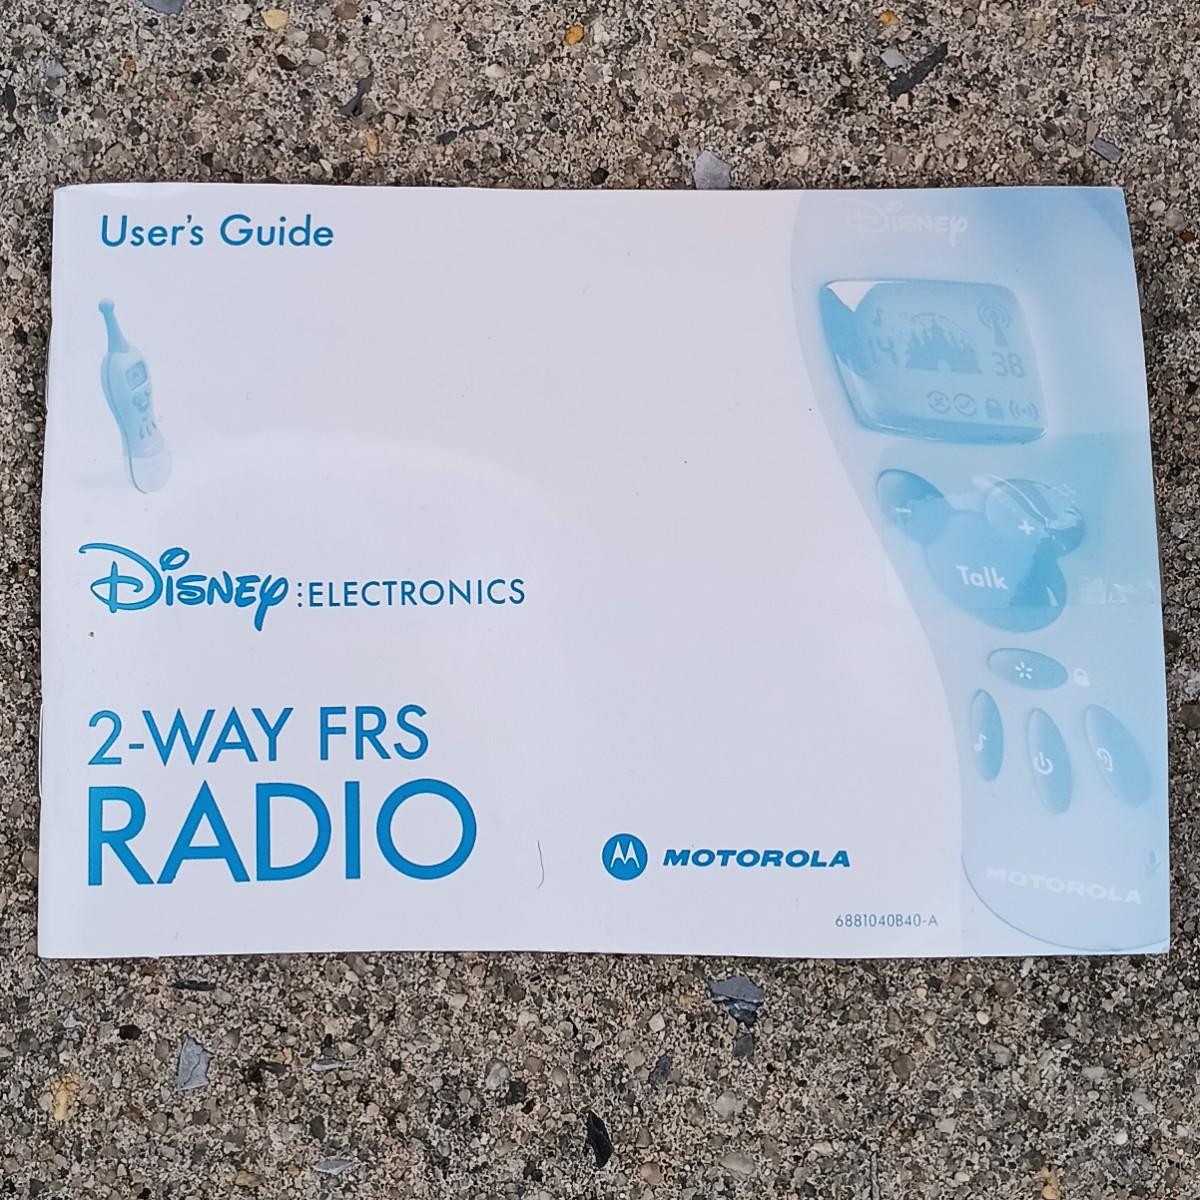 User's Guide
Disney
14
38
- +
Talk
Disney : ELECTRONICS
2-WAY FRS
RADIO
MOTOROLA
MOTOROLA
6881040B40-A